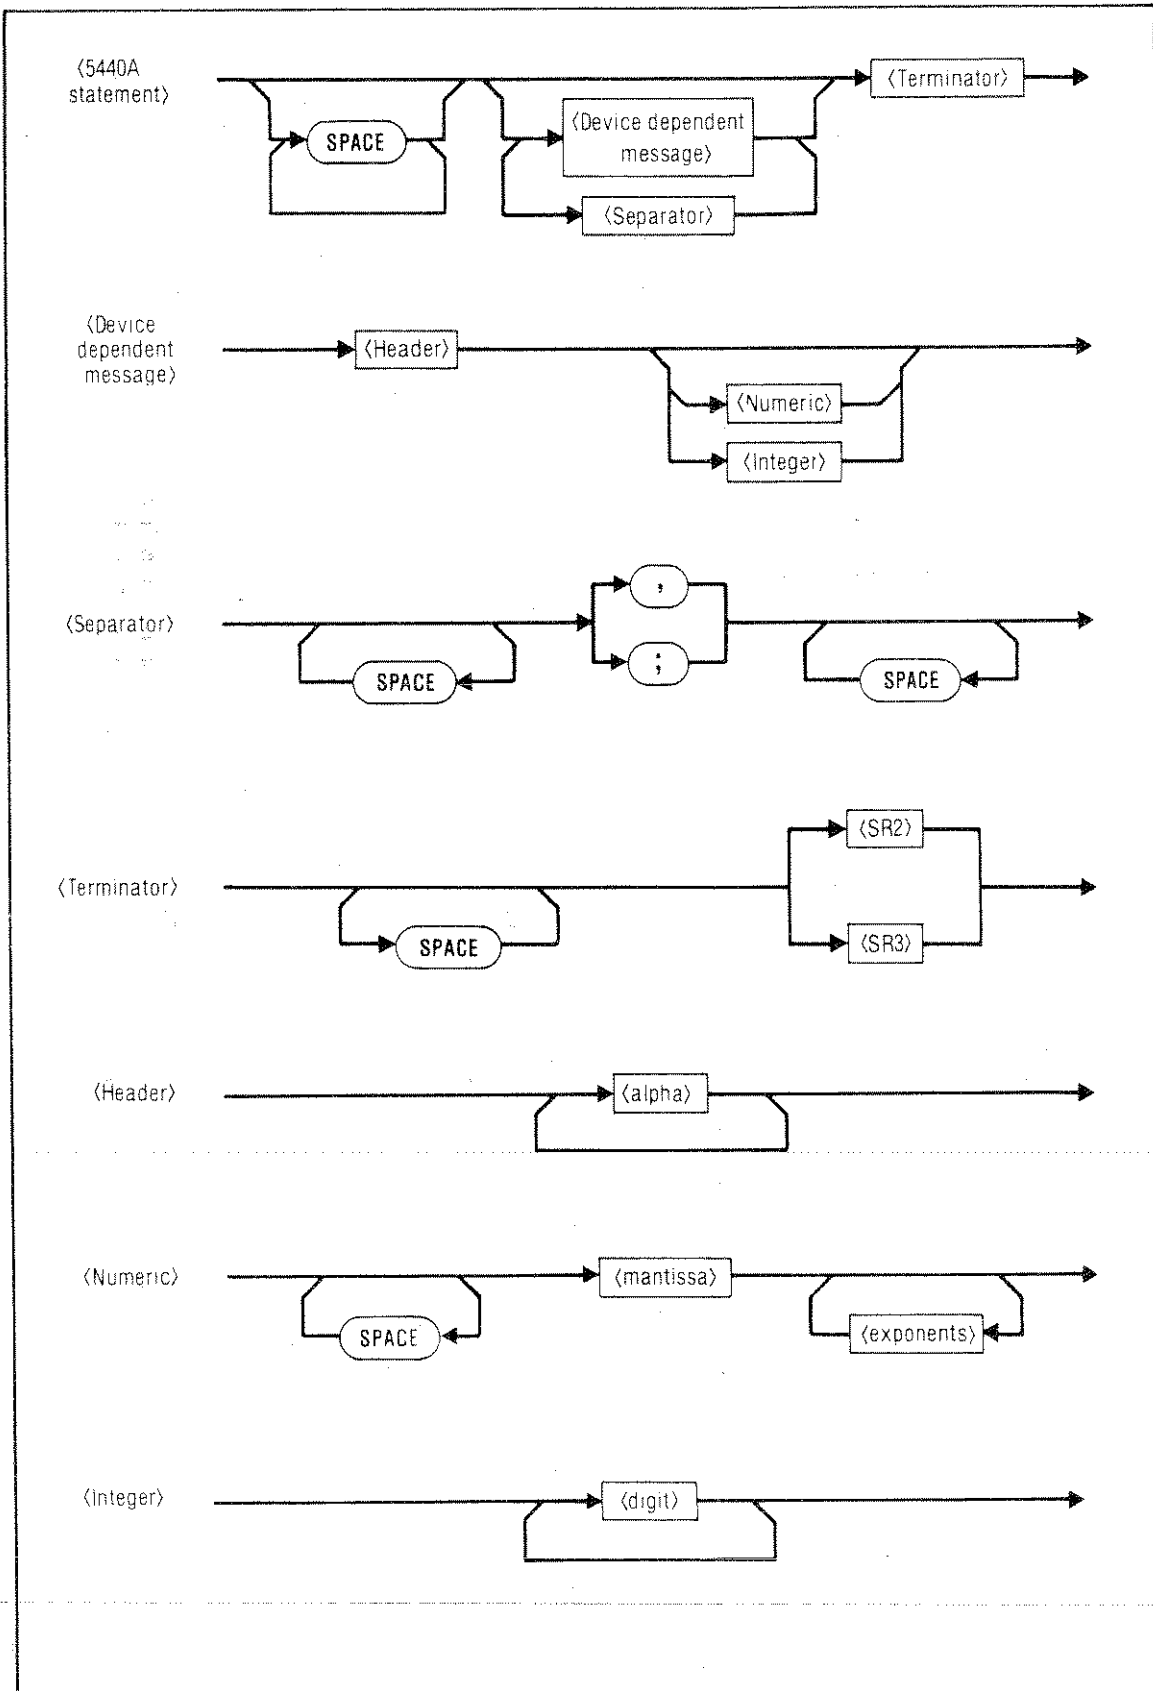 ⟨5440A
statement⟩
⟨Terminator⟩
SPACE
⟨Device dependent
message⟩
⟨Separator⟩
⟨Device
dependent
message⟩
⟨Header⟩
⟨Numeric⟩
⟨Integer⟩
⟨Separator⟩
,
;
SPACE
SPACE
⟨Terminator⟩
⟨SR2⟩
SPACE
⟨SR3⟩
⟨Header⟩
⟨alpha⟩
⟨Numeric⟩
⟨mantissa⟩
SPACE
⟨exponents⟩
⟨Integer⟩
⟨digit⟩